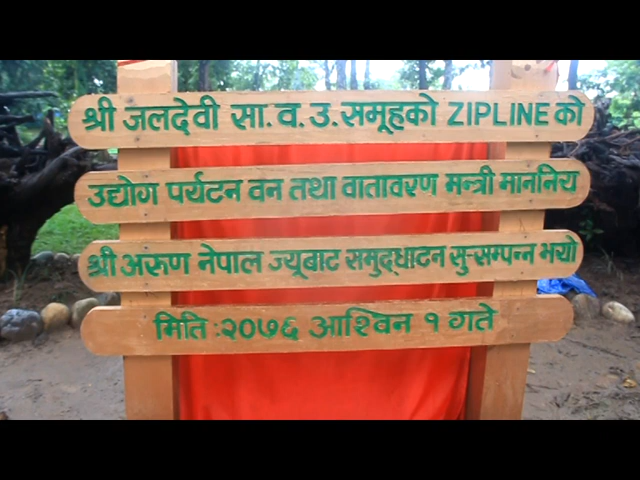 श्री जलदेवी सा. व. उ. समूहको ZIPLINE को
उद्योग पर्यटन वन तथा वातावरण मन्त्री माननिय
श्री अरूण नेपाल ज्यूबाट समुद्धाटन सु-सम्पन्न भयो
मिति :२०७६ आश्विन १ गते